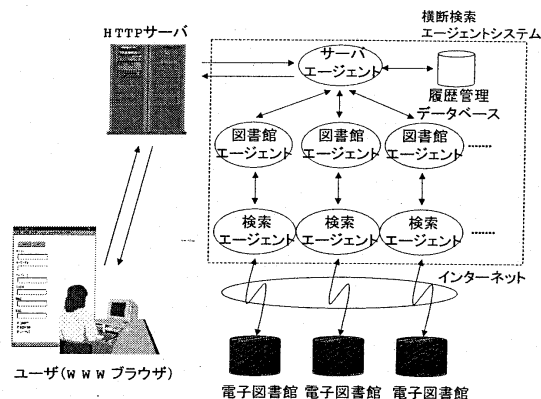 HTTPサーバ
横断検索
エージェントシステム
サーバ
エージェント
履歴管理
データベース
図書館
エージェント
図書館
エージェント
図書館
エージェント
検索
エージェント
検索
エージェント
検索
エージェント
インターネット
ユーザ(WWWブラウザ)
電子図書館 電子図書館 電子図書館